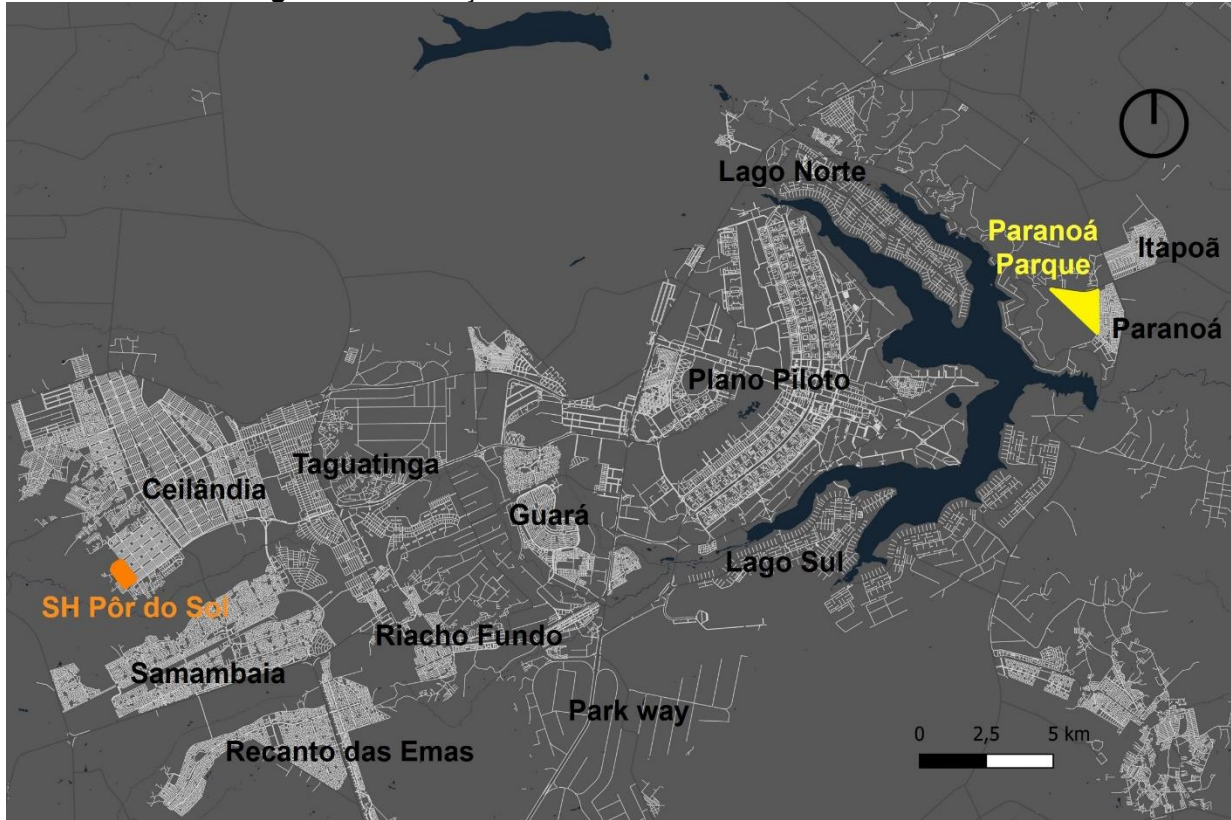 Lago Norte
Paranoá
Parque
Itapoã
Paranoá
Plano Piloto
Taguatinga
Ceilândia
Guará
Lago Sul
SH Pôr do Sol
Riacho Fundo
Samambaia
Park way
Recanto das Emas
0 2,5 5 km